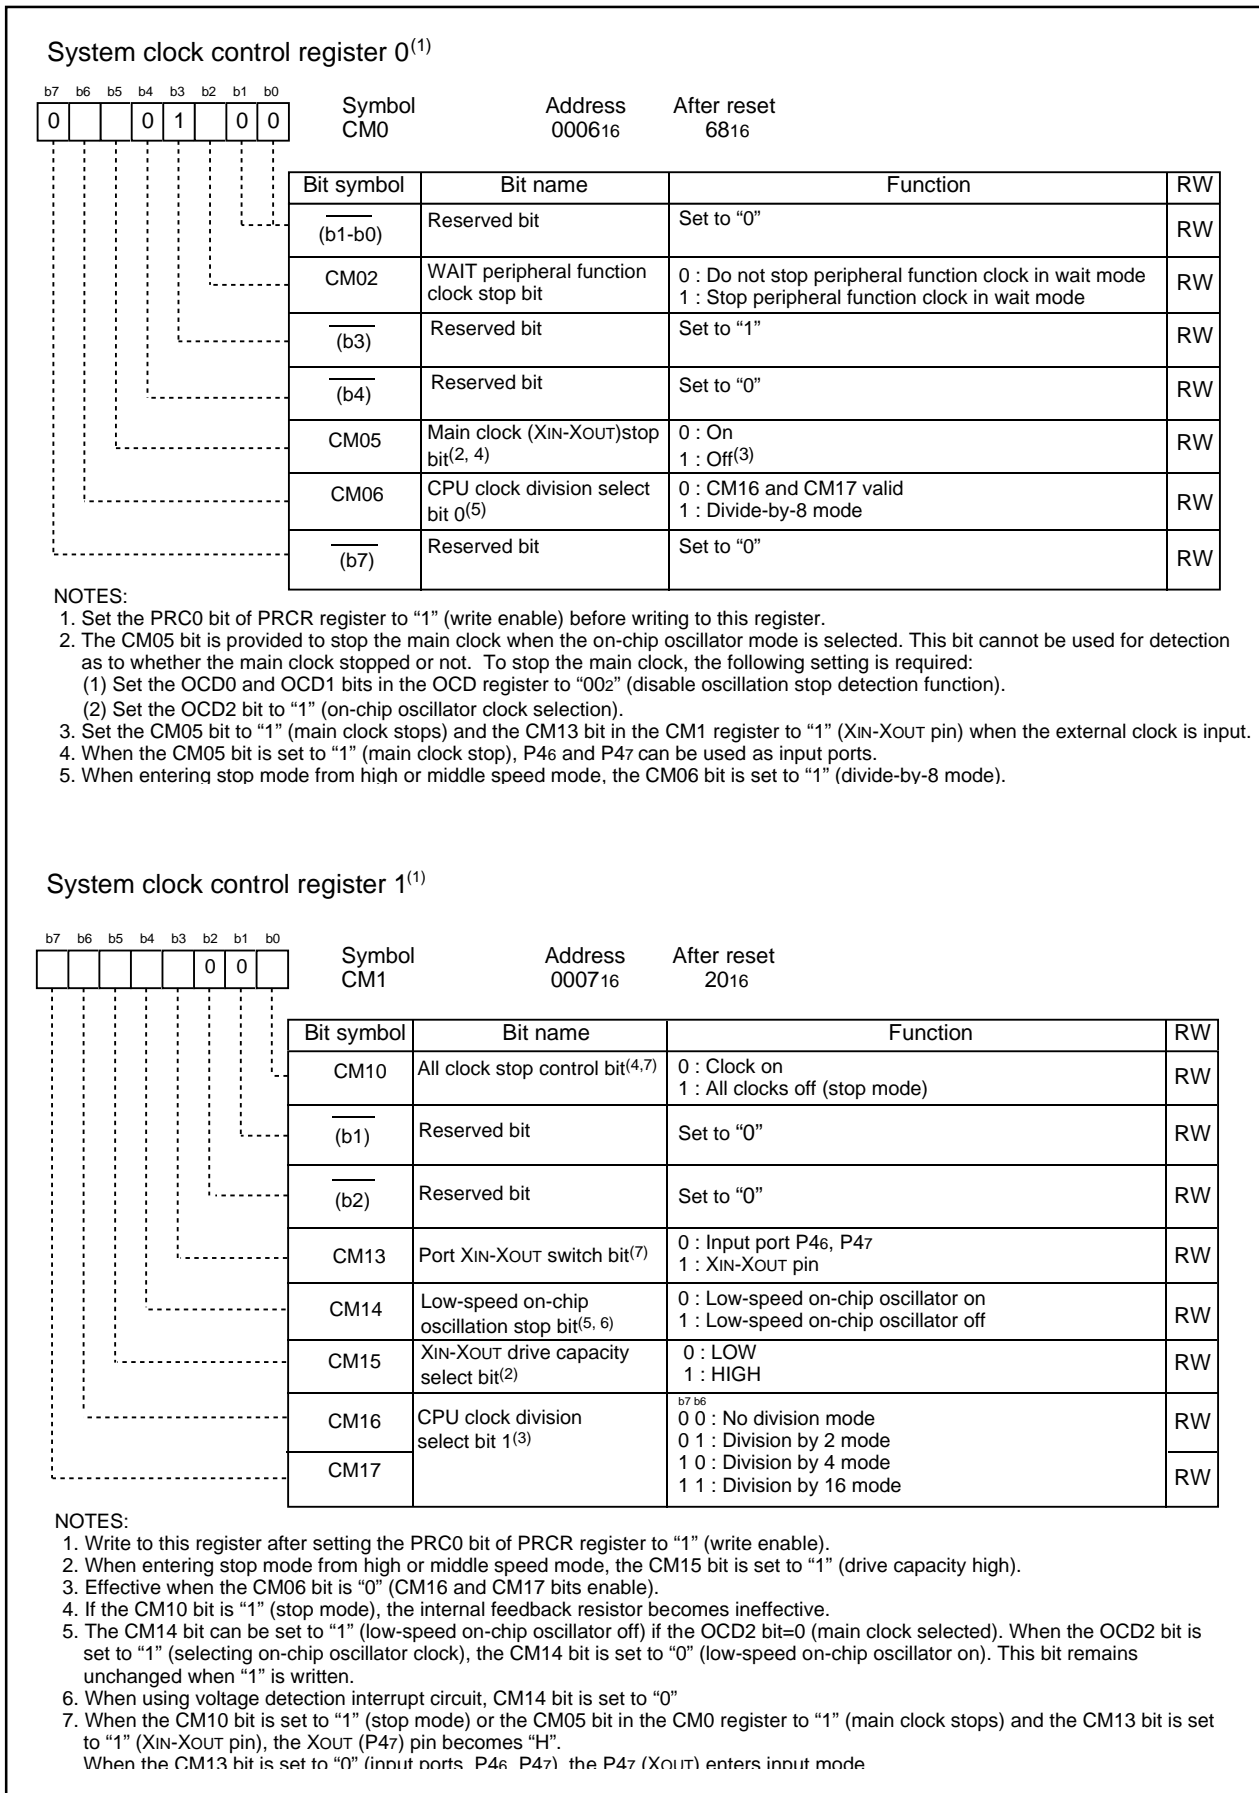 System clock control register 0(1)
b7 b6 b5 b4 b3 b2 b1 b0
0 0 1 0 0
Symbol Address After reset
CM0 000616 6816
Bit symbol Bit name Function RW
(b1-b0) Reserved bit Set to “0” RW
CM02 WAIT peripheral function clock stop bit 0 : Do not stop peripheral function clock in wait mode RW
1 : Stop peripheral function clock in wait mode
(b3) Reserved bit Set to “1” RW
(b4) Reserved bit Set to “0” RW
CM05 Main clock (XIN-XOUT)stop bit(2, 4) 0 : On RW
1 : Off(3)
CM06 CPU clock division select bit 0(5) 0 : CM16 and CM17 valid RW
1 : Divide-by-8 mode
(b7) Reserved bit Set to “0” RW
NOTES:
1. Set the PRC0 bit of PRCR register to “1” (write enable) before writing to this register.
2. The CM05 bit is provided to stop the main clock when the on-chip oscillator mode is selected. This bit cannot be used for detection
as to whether the main clock stopped or not. To stop the main clock, the following setting is required:
(1) Set the OCD0 and OCD1 bits in the OCD register to “002” (disable oscillation stop detection function).
(2) Set the OCD2 bit to “1” (on-chip oscillator clock selection).
3. Set the CM05 bit to “1” (main clock stops) and the CM13 bit in the CM1 register to “1” (XIN-XOUT pin) when the external clock is input.
4. When the CM05 bit is set to “1” (main clock stop), P46 and P47 can be used as input ports.
5. When entering stop mode from high or middle speed mode, the CM06 bit is set to “1” (divide-by-8 mode).
System clock control register 1(1)
b7 b6 b5 b4 b3 b2 b1 b0
0 0
Symbol Address After reset
CM1 000716 2016
Bit symbol Bit name Function RW
CM10 All clock stop control bit(4,7) 0 : Clock on RW
1 : All clocks off (stop mode)
(b1) Reserved bit Set to “0” RW
(b2) Reserved bit Set to “0” RW
CM13 Port XIN-XOUT switch bit(7) 0 : Input port P46, P47 RW
1 : XIN-XOUT pin
CM14 Low-speed on-chip oscillation stop bit(5, 6) 0 : Low-speed on-chip oscillator on RW
1 : Low-speed on-chip oscillator off
CM15 XIN-XOUT drive capacity select bit(2) 0 : LOW RW
1 : HIGH
CM16 CPU clock division select bit 1(3) b7 b6 RW
0 0 : No division mode
0 1 : Division by 2 mode
CM17 1 0 : Division by 4 mode RW
1 1 : Division by 16 mode
NOTES:
1. Write to this register after setting the PRC0 bit of PRCR register to “1” (write enable).
2. When entering stop mode from high or middle speed mode, the CM15 bit is set to “1” (drive capacity high).
3. Effective when the CM06 bit is “0” (CM16 and CM17 bits enable).
4. If the CM10 bit is “1” (stop mode), the internal feedback resistor becomes ineffective.
5. The CM14 bit can be set to “1” (low-speed on-chip oscillator off) if the OCD2 bit=0 (main clock selected). When the OCD2 bit is
set to “1” (selecting on-chip oscillator clock), the CM14 bit is set to “0” (low-speed on-chip oscillator on). This bit remains
unchanged when “1” is written.
6. When using voltage detection interrupt circuit, CM14 bit is set to “0”
7. When the CM10 bit is set to “1” (stop mode) or the CM05 bit in the CM0 register to “1” (main clock stops) and the CM13 bit is set
to “1” (XIN-XOUT pin), the XOUT (P47) pin becomes “H”.
When the CM13 bit is set to “0” (input ports, P46, P47), the P47 (XOUT) enters input mode